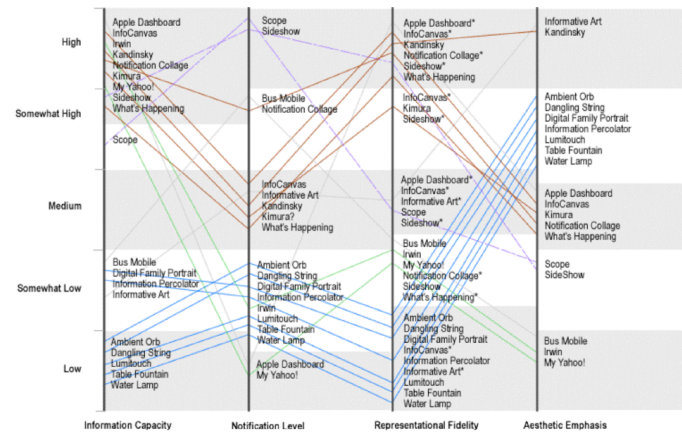 High
Somewhat High
Medium
Somewhat Low
Low
Apple Dashboard
InfoCanvas
Irwin
Kandinsky
Notification Collage
Kimura
My Yahoo!
Sideshow
What's Happening
Scope
Bus Mobile
Digital Family Portrait
Information Percolator
Informative Art
Ambient Orb
Dangling String
Lumitouch
Table Fountain
Water Lamp
Information Capacity
Scope
Sideshow
Bus Mobile
Notification Collage
InfoCanvas
Informative Art
Kandinsky
Kimura?
What's Happening
Ambient Orb
Dangling String
Digital Family Portrait
Information Percolator
Irwin
Lumitouch
Table Fountain
Water Lamp
Apple Dashboard
My Yahoo!
Notification Level
Apple Dashboard*
InfoCanvas*
Kandinsky
Notification Collage*
Sideshow*
What's Happening
InfoCanvas*
Kimura
Sideshow*
Apple Dashboard*
InfoCanvas*
Informative Art*
Scope
Sideshow*
Bus Mobile
Irwin
My Yahoo!
Notification Collage*
Sideshow
What's Happening*
Ambient Orb
Dangling String
Digital Family Portrait
InfoCanvas*
Information Percolator
Informative Art*
Lumitouch
Table Fountain
Water Lamp
Representational Fidelity
Informative Art
Kandinsky
Ambient Orb
Dangling String
Digital Family Portrait
Information Percolator
Lumitouch
Table Fountain
Water Lamp
Apple Dashboard
InfoCanvas
Kimura
Notification Collage
What's Happening
Scope
SideShow
Bus Mobile
Irwin
My Yahoo!
Aesthetic Emphasis